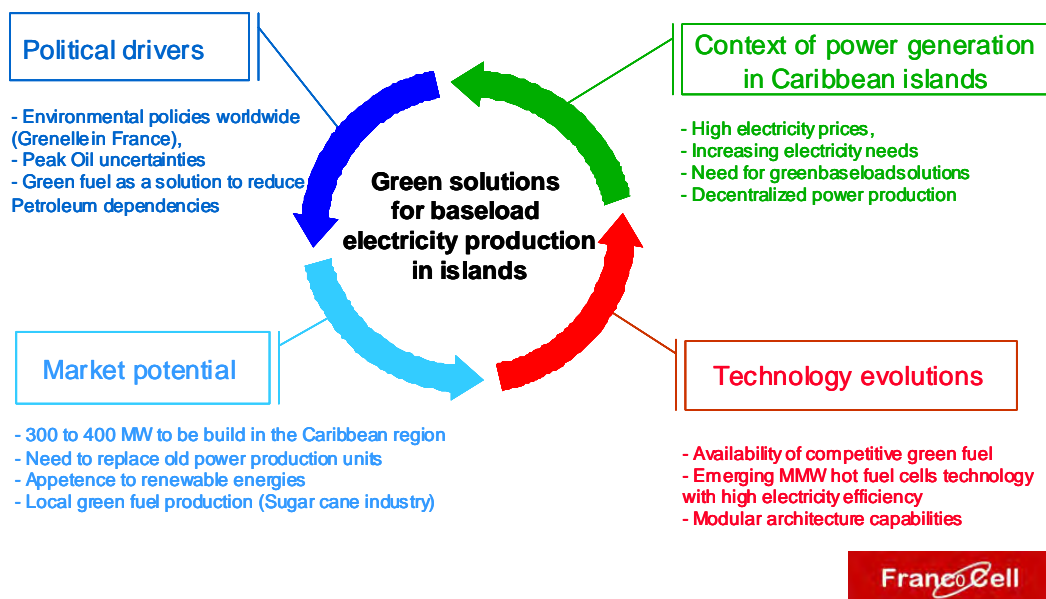 Political drivers
- Environmental policies worldwide
(Grenelle in France),
- Peak Oil uncertainties
- Green fuel as a solution to reduce
Petroleum dependencies
Context of power generation
in Caribbean islands
- High electricity prices,
- Increasing electricity needs
- Need for greenbaseloadsolutions
- Decentralized power production
Green solutions
for baseload
electricity production
in islands
Market potential
- 300 to 400 MW to be build in the Caribbean region
- Need to replace old power production units
- Appetence to renewable energies
- Local green fuel production (Sugar cane industry)
Technology evolutions
- Availability of competitive green fuel
- Emerging MMW hot fuel cells technology
with high electricity efficiency
- Modular architecture capabilities
Franco Cell